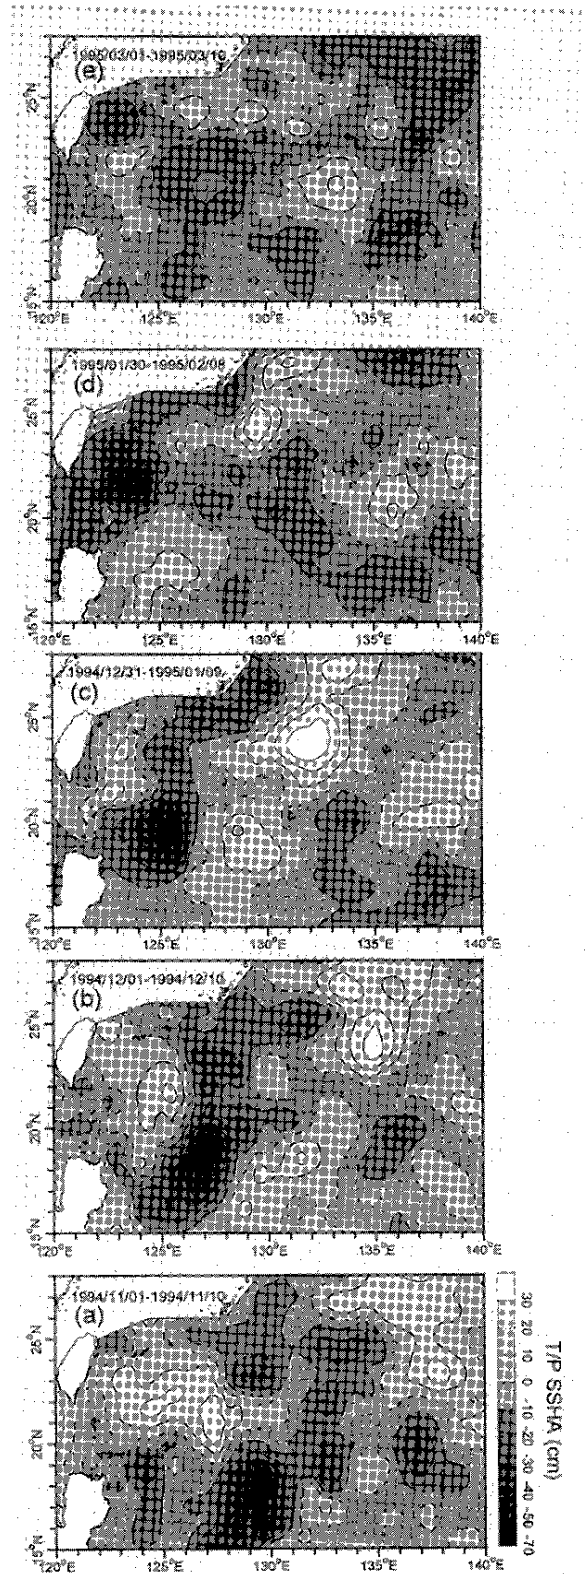 1995/03/01-1995/03/10
(e)
25°N
20°N
15°N
120°E 125°E 130°E 135°E 140°E
1995/01/30-1995/02/08
(d)
25°N
20°N
15°N
120°E 125°E 130°E 135°E 140°E
1994/12/31-1995/01/09
(c)
25°N
20°N
15°N
120°E 125°E 130°E 135°E 140°E
1994/12/01-1994/12/10
(b)
25°N
20°N
15°N
120°E 125°E 130°E 135°E 140°E
1994/11/01-1994/11/10
(a)
25°N
20°N
15°N
120°E 125°E 130°E 135°E 140°E
30 20 10 0 -10 -20 -30 -40 -50 -70
T/P SSHA (cm)